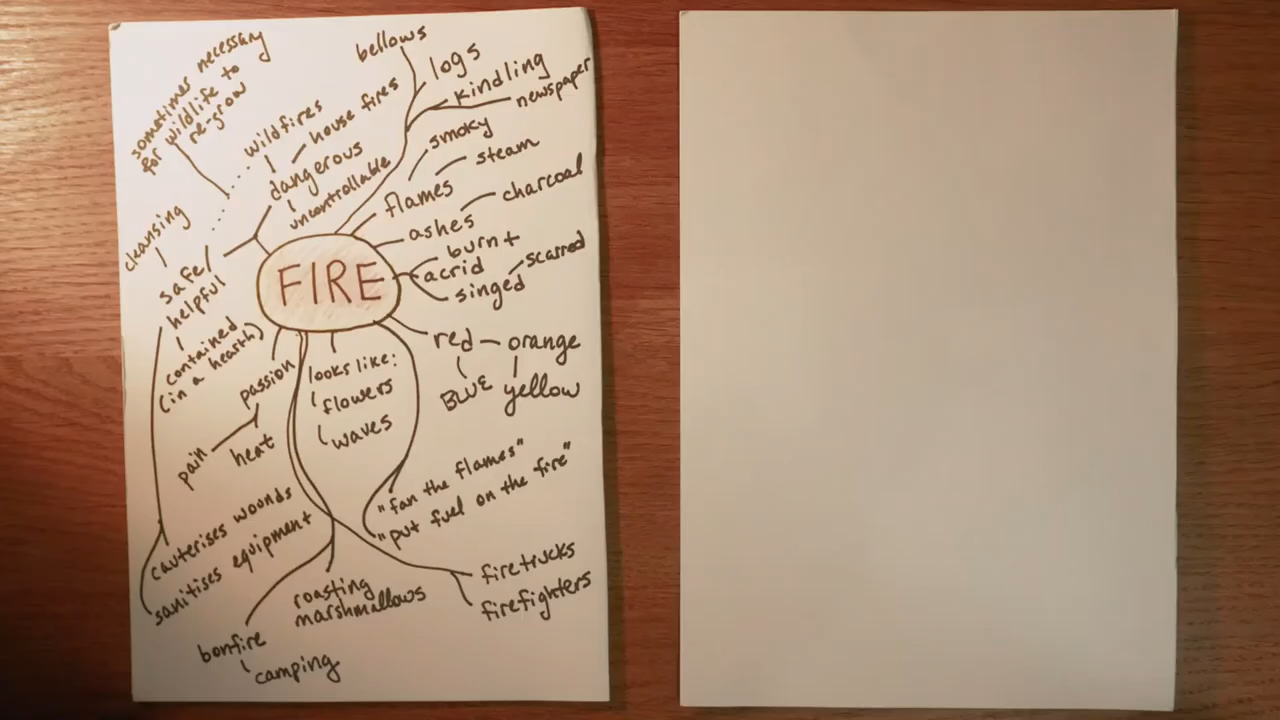 sometimes necessary
for wildlife to
re-grow
bellows
logs
kindling
newspaper
wildfires
house fires
dangerous
uncontrollable
smoky
steam
flames
charcoal
ashes
burnt
acrid
scarred
singed
cleansing
safe/
helpful
(contained
(in a hearth)
FIRE
red
orange
BLUE
yellow
passion
pain
heat
looks like:
flowers
waves
"fan the flames"
"put fuel on the fire"
cauterises wounds
sanitises equipment
roasting
marshmallows
firetrucks
firefighters
bonfire
camping